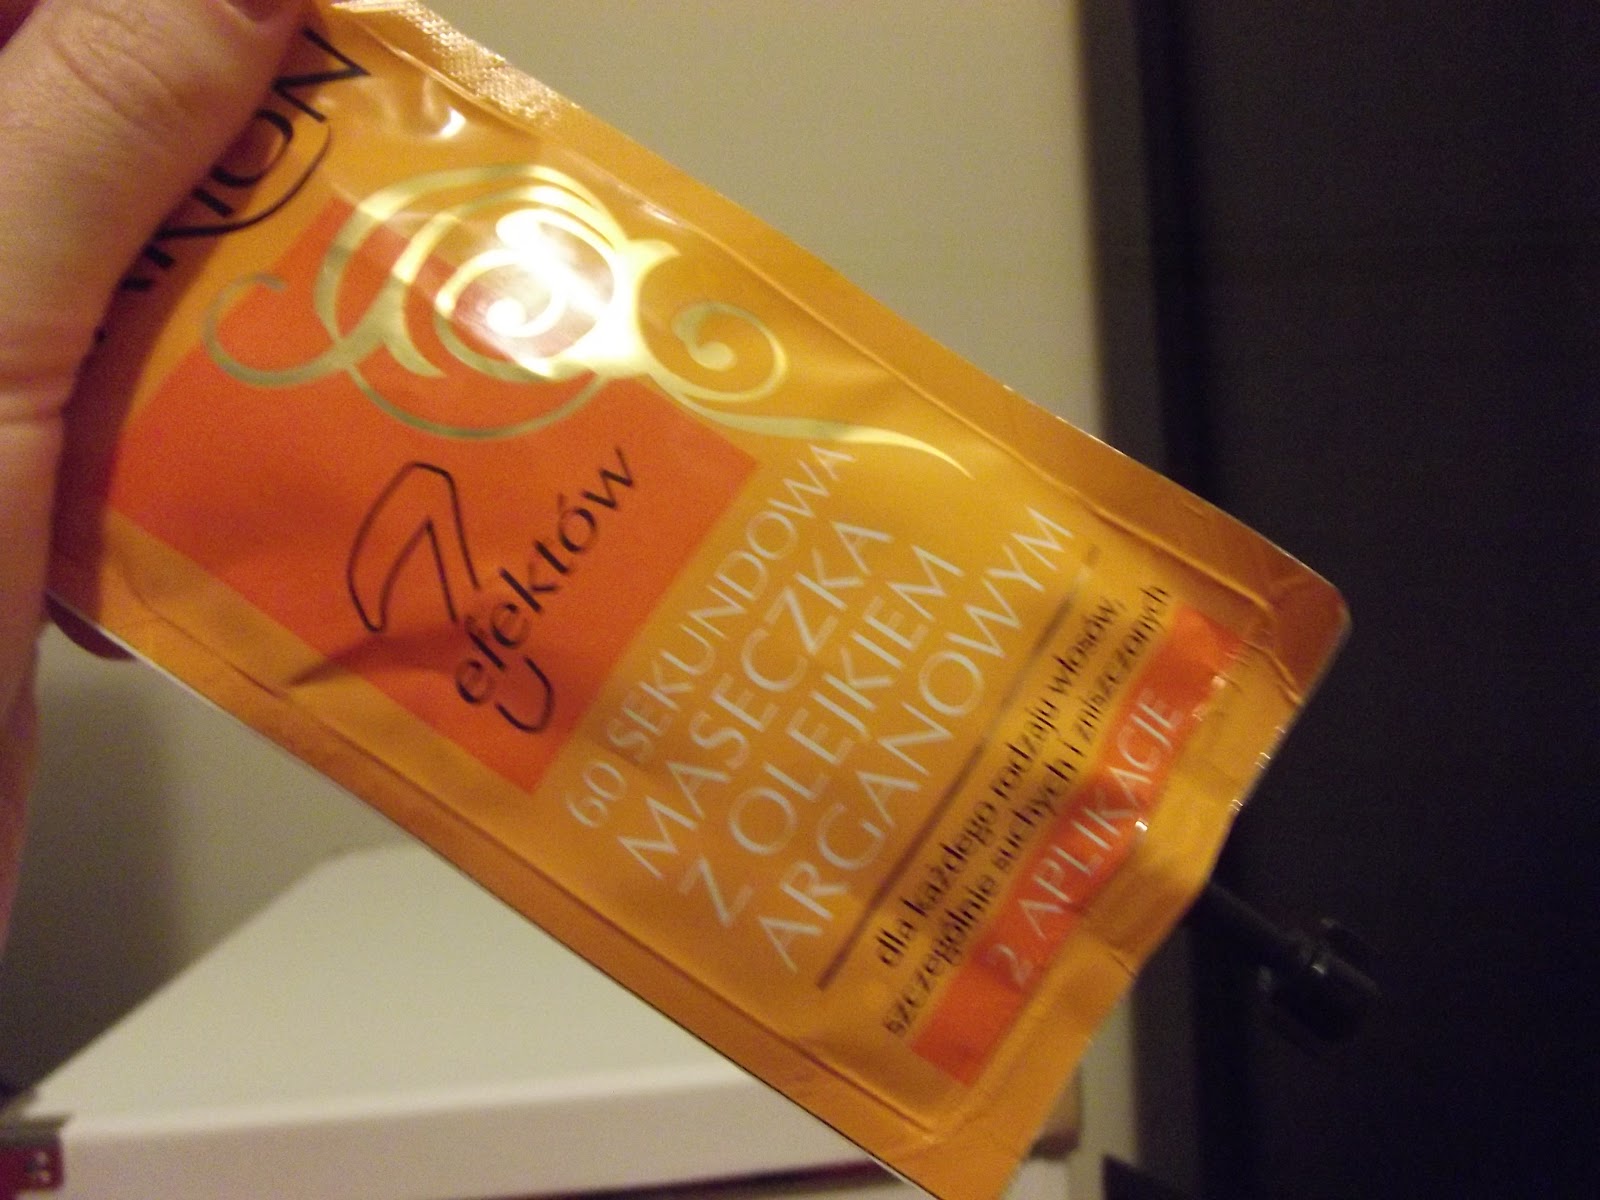 7
efektów
60 SEKUNDOWA
MASECZKA
Z OLEJKIEM
ARGANOWYM
dla każdego rodzaju włosów,
szczególnie suchych i zniszczonych
2 APLIKACJE